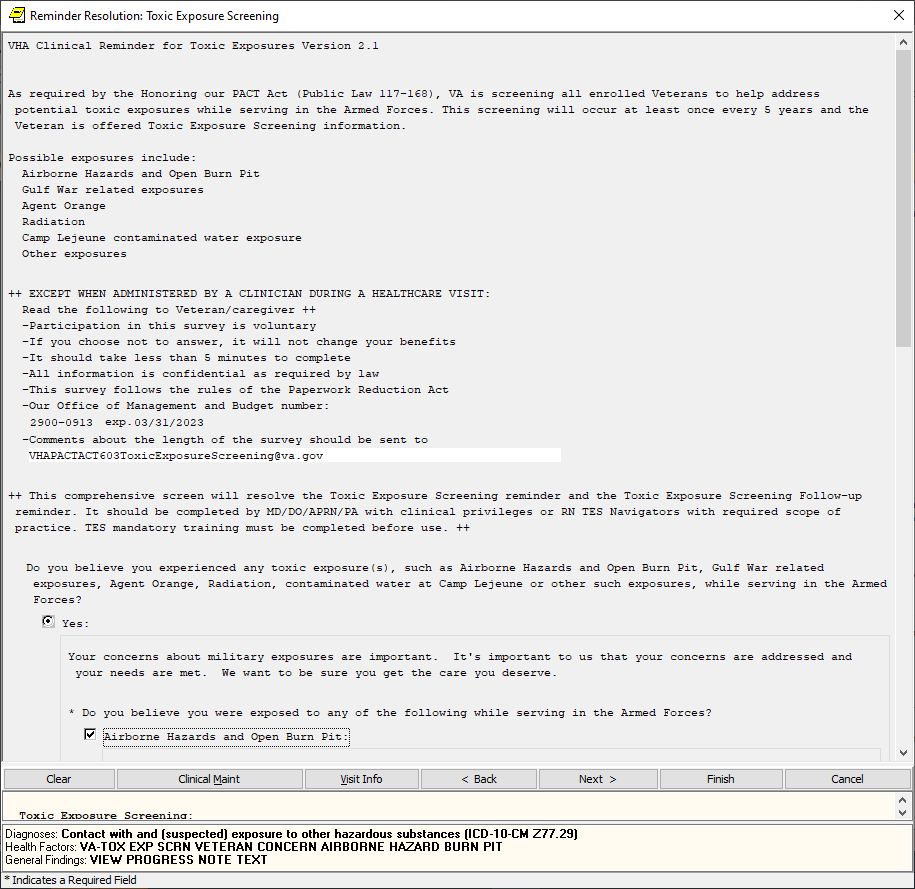 Reminder Resolution: Toxic Exposure Screening
VHA Clinical Reminder for Toxic Exposures Version 2.1
As required by the Honoring our PACT Act (Public Law 117-168), VA is screening all enrolled Veterans to help address
potential toxic exposures while serving in the Armed Forces. This screening will occur at least once every 5 years and the
Veteran is offered Toxic Exposure Screening information.
Possible exposures include:
Airborne Hazards and Open Burn Pit
Gulf War related exposures
Agent Orange
Radiation
Camp Lejeune contaminated water exposure
Other exposures
++ EXCEPT WHEN ADMINISTERED BY A CLINICIAN DURING A HEALTHCARE VISIT:
Read the following to Veteran/caregiver ++
-Participation in this survey is voluntary
-If you choose not to answer, it will not change your benefits
-It should take less than 5 minutes to complete
-All information is confidential as required by law
-This survey follows the rules of the Paperwork Reduction Act
-Our Office of Management and Budget number:
2900-0913 exp.03/31/2023
-Comments about the length of the survey should be sent to
VHAPACTACT603ToxicExposureScreening@va.gov
++ This comprehensive screen will resolve the Toxic Exposure Screening reminder and the Toxic Exposure Screening Follow-up
reminder. It should be completed by MD/DO/APRN/PA with clinical privileges or RN TES Navigators with required scope of
practice. TES mandatory training must be completed before use. ++
Do you believe you experienced any toxic exposure(s), such as Airborne Hazards and Open Burn Pit, Gulf War related
exposures, Agent Orange, Radiation, contaminated water at Camp Lejeune or other such exposures, while serving in the Armed
Forces?
Yes:
Your concerns about military exposures are important. It's important to us that your concerns are addressed and
your needs are met. We want to be sure you get the care you deserve.
* Do you believe you were exposed to any of the following while serving in the Armed Forces?
Airborne Hazards and Open Burn Pit:
Clear Clinical Maint Visit Info < Back Next > Finish Cancel
Toxic Exposure Screening:
Diagnoses: Contact with and (suspected) exposure to other hazardous substances (ICD-10-CM Z77.29)
Health Factors: VA-TOX EXP SCRN VETERAN CONCERN AIRBORNE HAZARD BURN PIT
General Findings: VIEW PROGRESS NOTE TEXT
* Indicates a Required Field